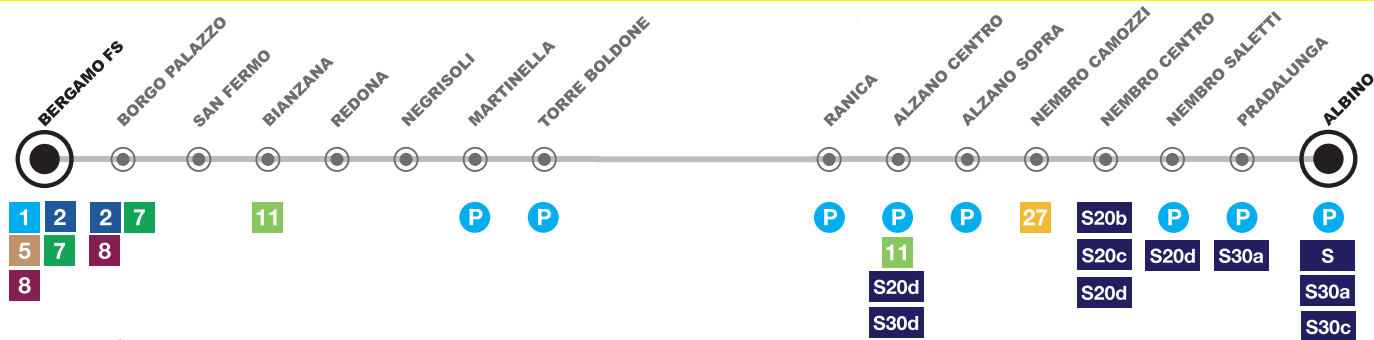 BERGAMO FS
BORGO PALAZZO
SAN FERMO
BIANZANA
REDONA
NEGRISOLI
MARTINELLA
TORRE BOLDONE
RANICA
ALZANO CENTRO
ALZANO SOPRA
NEMBRO CAMOZZI
NEMBRO CENTRO
NEMBRO SALETTI
PRADALUNGA
ALBINO
1 2 2 7 11 P P P P P 27 S20b P P P
5 7 8 11 S20c S20d S30a S
8 S20d S20d S30a
S30d S30c